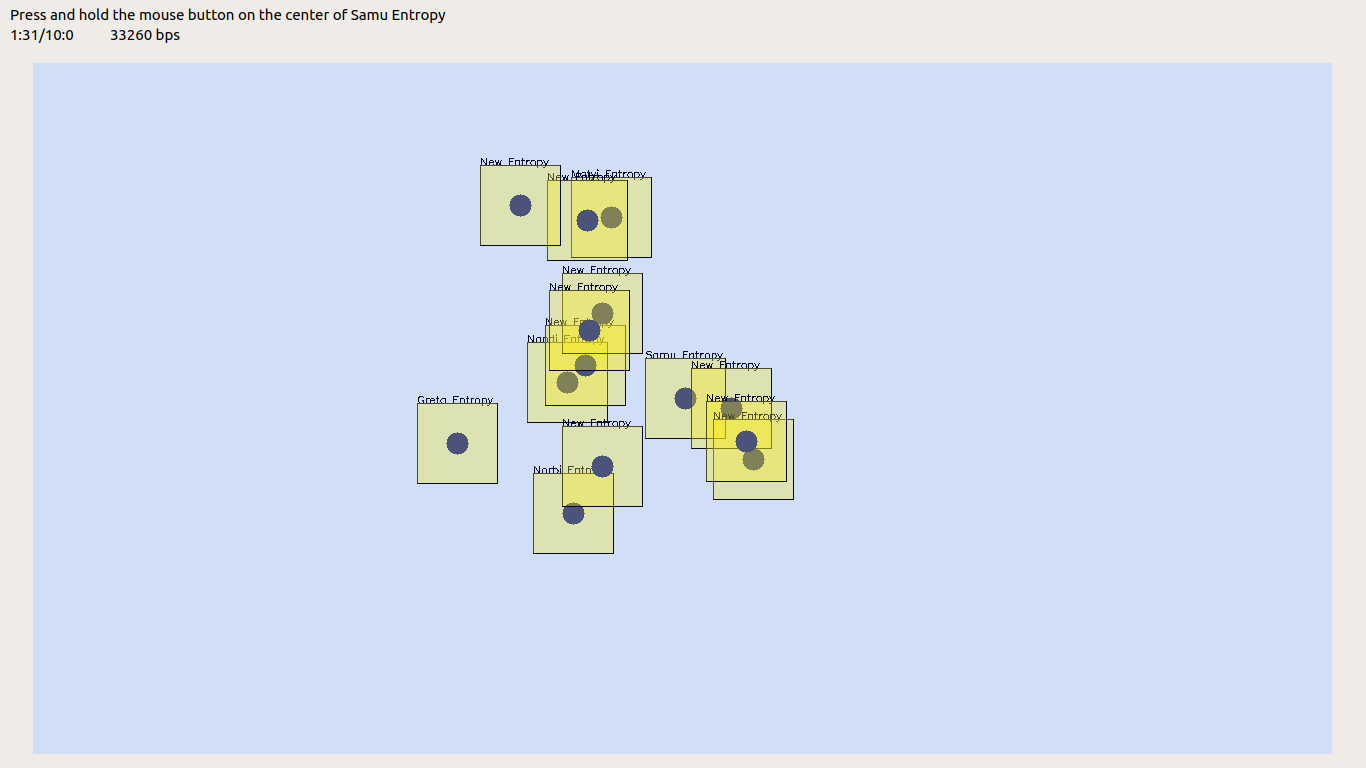 Press and hold the mouse button on the center of Samu Entropy
1:31/10:0 33260 bps
New Entropy
New Entropy
Matyi Entropy
New Entropy
New Entropy
New Entropy
Nandi Entropy
Samu Entropy
New Entropy
New Entropy
Greta Entropy
New Entropy
New Entropy
Norbi Entropy